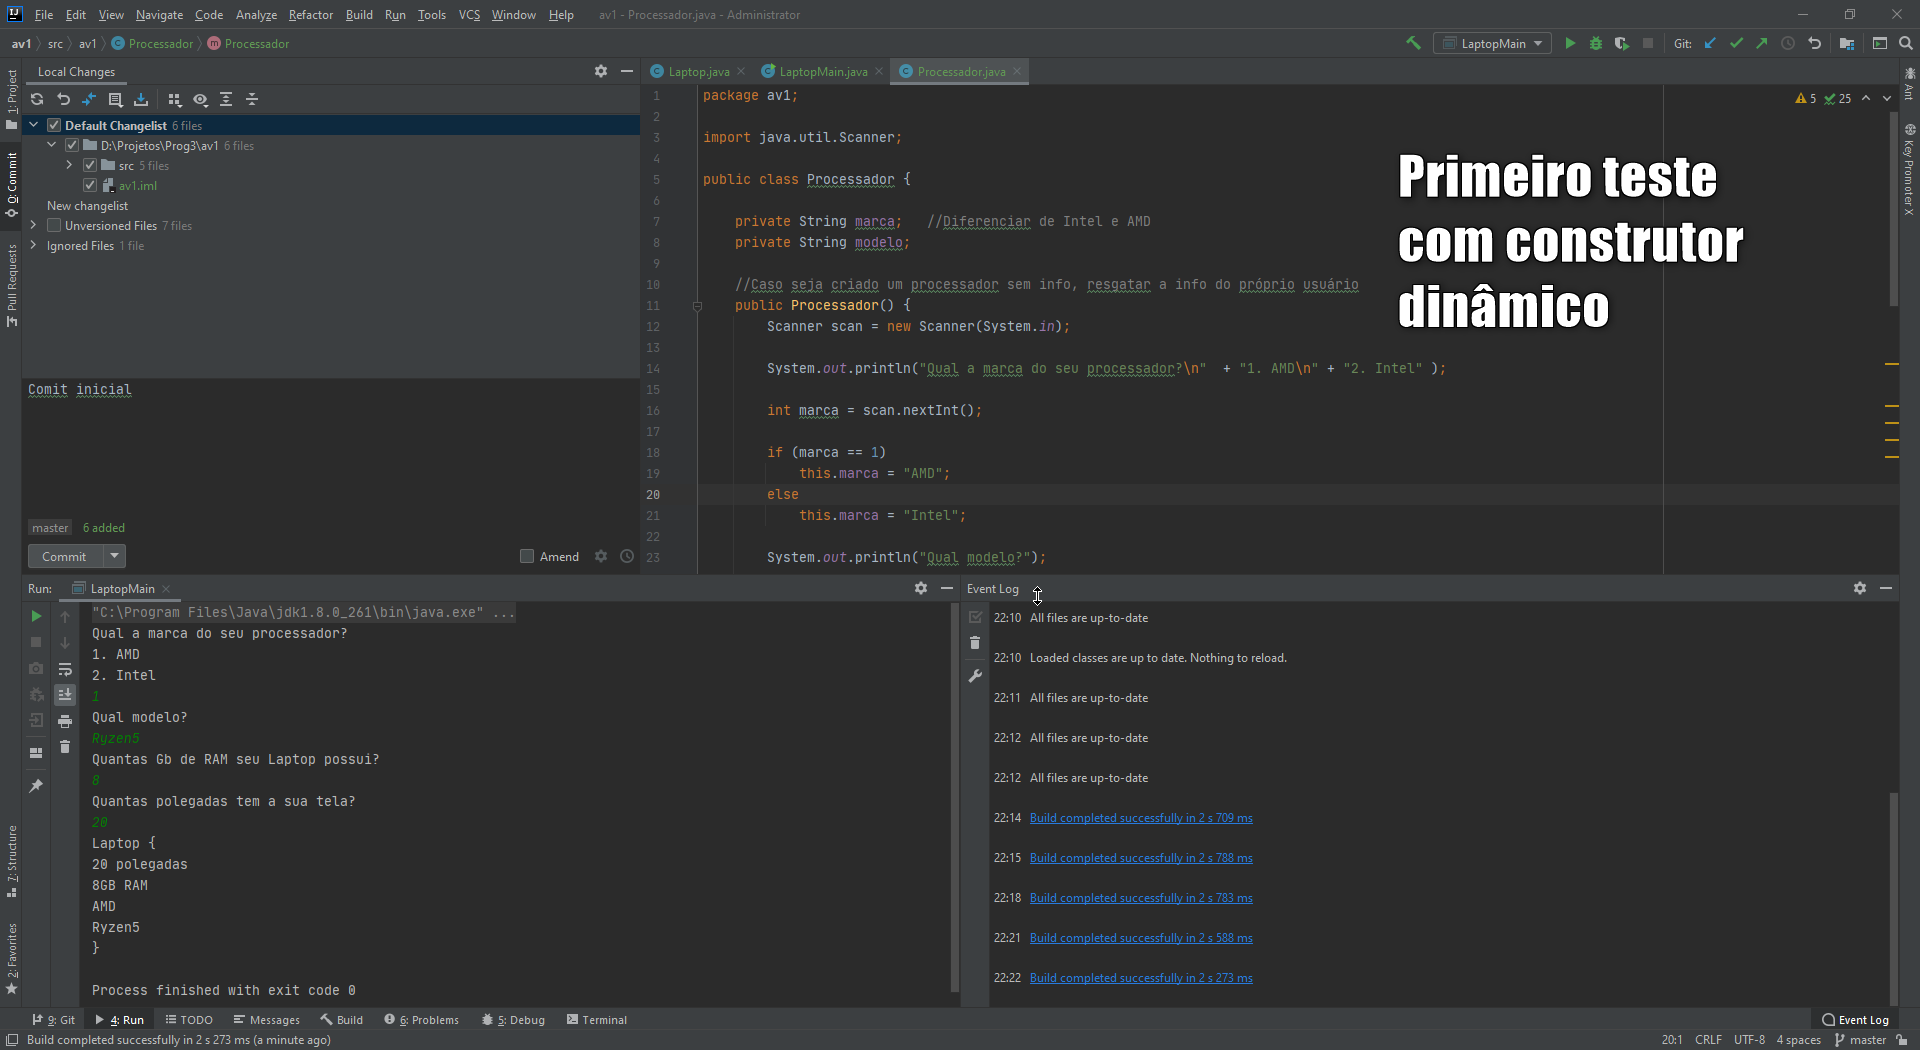 File Edit View Navigate Code Analyze Refactor Build Run Tools VCS Window Help av1 - Processador.java - Administrator
av1 src av1 Processador Processador LaptopMain Git:
Local Changes
Laptop.java LaptopMain.java Processador.java
1: Project
0: Commit
Pull Requests
7: Structure
2: Favorites
Default Changelist 6 files
D:\Projetos\Prog3\av1 6 files
src 5 files
av1.iml
New changelist
Unversioned Files 7 files
Ignored Files 1 file
Comit inicial
master 6 added
Commit Amend
1 package av1;
2
3 import java.util.Scanner;
4
5 public class Processador {
6
7 private String marca; //Diferenciar de Intel e AMD
8 private String modelo;
9
10 //Caso seja criado um processador sem info, resgatar a info do próprio usuário
11 public Processador() {
12 Scanner scan = new Scanner(System.in);
13
14 System.out.println("Qual a marca do seu processador?\n" + "1. AMD\n" + "2. Intel" );
15
16 int marca = scan.nextInt();
17
18 if (marca == 1)
19 this.marca = "AMD";
20 else
21 this.marca = "Intel";
22
23 System.out.println("Qual modelo?");
5 25
Primeiro teste
com construtor
dinâmico
Ant
Key Promoter X
Run: LaptopMain
"C:\Program Files\Java\jdk1.8.0_261\bin\java.exe" ...
Qual a marca do seu processador?
1. AMD
2. Intel
1
Qual modelo?
Ryzen5
Quantas Gb de RAM seu Laptop possui?
8
Quantas polegadas tem a sua tela?
20
Laptop {
20 polegadas
8GB RAM
AMD
Ryzen5
}
Process finished with exit code 0
Event Log
22:10 All files are up-to-date
22:10 Loaded classes are up to date. Nothing to reload.
22:11 All files are up-to-date
22:12 All files are up-to-date
22:12 All files are up-to-date
22:14 Build completed successfully in 2 s 709 ms
22:15 Build completed successfully in 2 s 788 ms
22:18 Build completed successfully in 2 s 783 ms
22:21 Build completed successfully in 2 s 588 ms
22:22 Build completed successfully in 2 s 273 ms
9: Git 4: Run TODO Messages Build 6: Problems 5: Debug Terminal Event Log
Build completed successfully in 2 s 273 ms (a minute ago) 20:1 CRLF UTF-8 4 spaces master